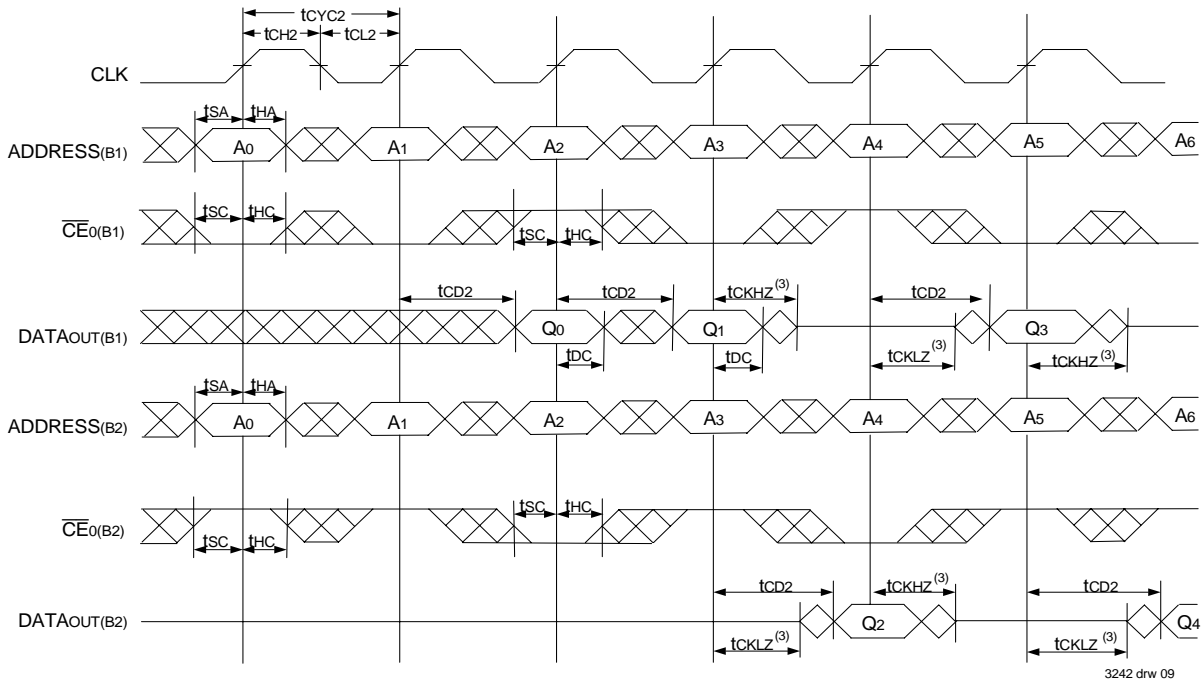 tCYC2
tCH2 tCL2
CLK
tSA tHA
ADDRESS(B1) A0 A1 A2 A3 A4 A5 A6
tSC tHC
CE0(B1) tSC tHC
tCD2 tCD2 tCKHZ(3) tCD2
DATAOUT(B1) Q0 Q1 Q3
tDC tDC tCKLZ(3) tCKHZ(3)
tSA tHA
ADDRESS(B2) A0 A1 A2 A3 A4 A5 A6
tSC tHC
CE0(B2)
tSC tHC
tCD2 tCKHZ(3) tCD2
DATAOUT(B2) Q2 Q4
tCKLZ(3) tCKLZ(3)
3242 drw 09